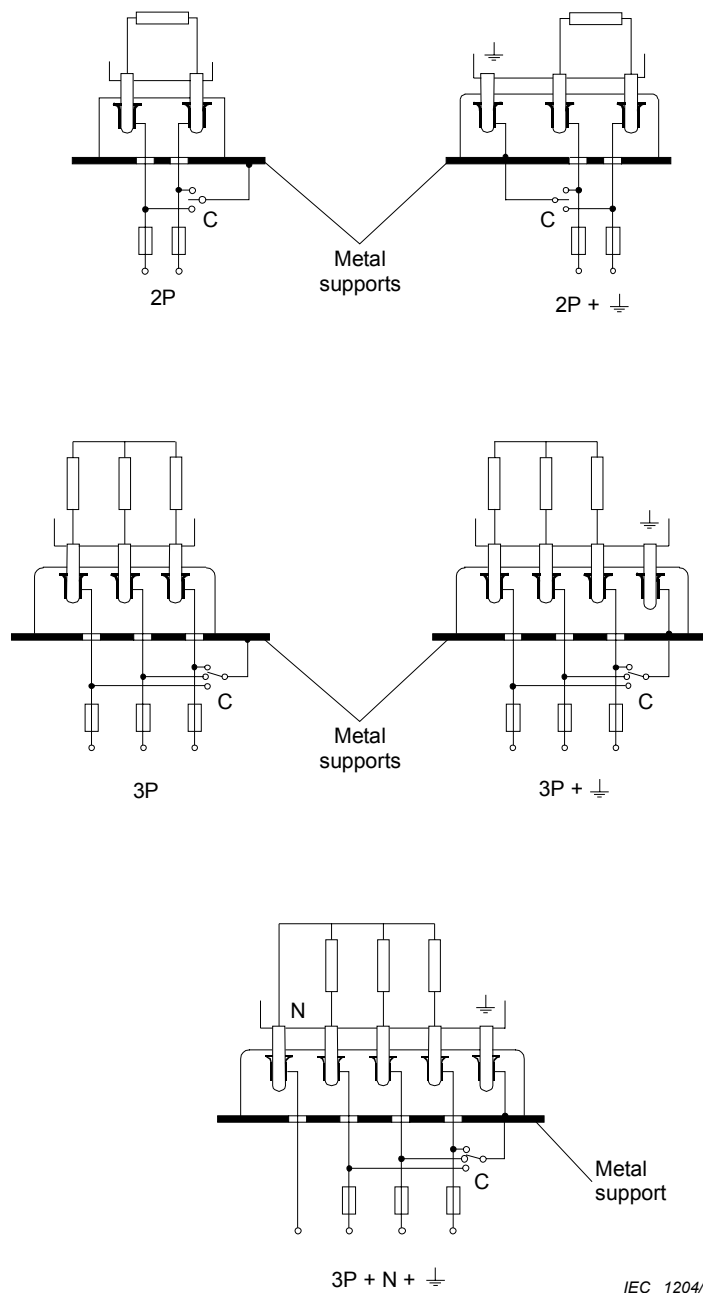 C
C
Metal
supports
2P
2P + ⏚
C
C
Metal
supports
3P
3P + ⏚
N
C
Metal
support
3P + N + ⏚
IEC 1204/